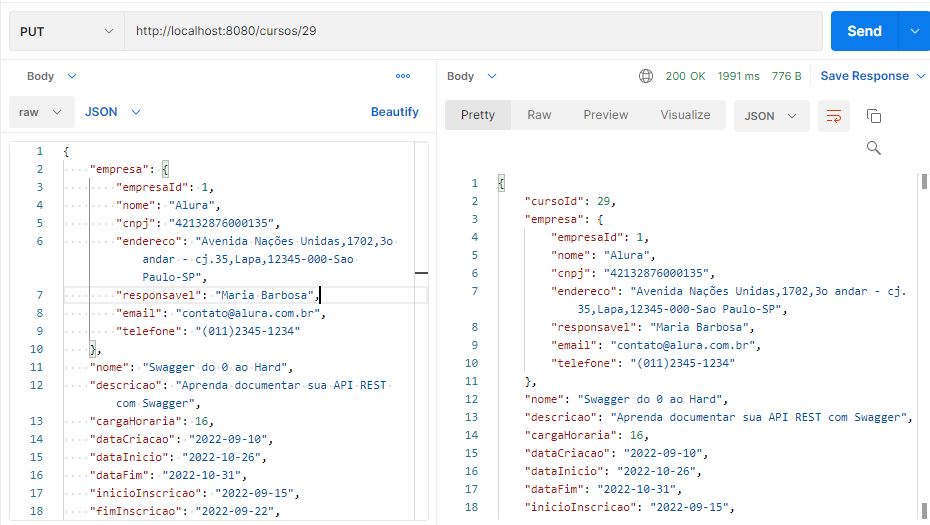 PUT
http://localhost:8080/cursos/29
Send
Body
raw
JSON
Beautify
1 {
2 "empresa": {
3 "empresaId": 1,
4 "nome": "Alura",
5 "cnpj": "42132876000135",
6 "endereco": "Avenida Nações Unidas,1702,3o
andar - cj.35,Lapa,12345-000-Sao
Paulo-SP",
7 "responsavel": "Maria Barbosa",
8 "email": "contato@alura.com.br",
9 "telefone": "(011)2345-1234"
10 },
11 "nome": "Swagger do 0 ao Hard",
12 "descricao": "Aprenda documentar sua API REST
com Swagger",
13 "cargaHoraria": 16,
14 "dataCriacao": "2022-09-10",
15 "dataInicio": "2022-10-26",
16 "dataFim": "2022-10-31",
17 "inicioInscricao": "2022-09-15",
18 "fimInscricao": "2022-09-22",
Body
200 OK 1991 ms 776 B Save Response
Pretty Raw Preview Visualize JSON
1 {
2 "cursoId": 29,
3 "empresa": {
4 "empresaId": 1,
5 "nome": "Alura",
6 "cnpj": "42132876000135",
7 "endereco": "Avenida Nações Unidas,1702,3o andar - cj.
35,Lapa,12345-000-Sao Paulo-SP",
8 "responsavel": "Maria Barbosa",
9 "email": "contato@alura.com.br",
10 "telefone": "(011)2345-1234"
11 },
12 "nome": "Swagger do 0 ao Hard",
13 "descricao": "Aprenda documentar sua API REST com Swagger",
14 "cargaHoraria": 16,
15 "dataCriacao": "2022-09-10",
16 "dataInicio": "2022-10-26",
17 "dataFim": "2022-10-31",
18 "inicioInscricao": "2022-09-15",